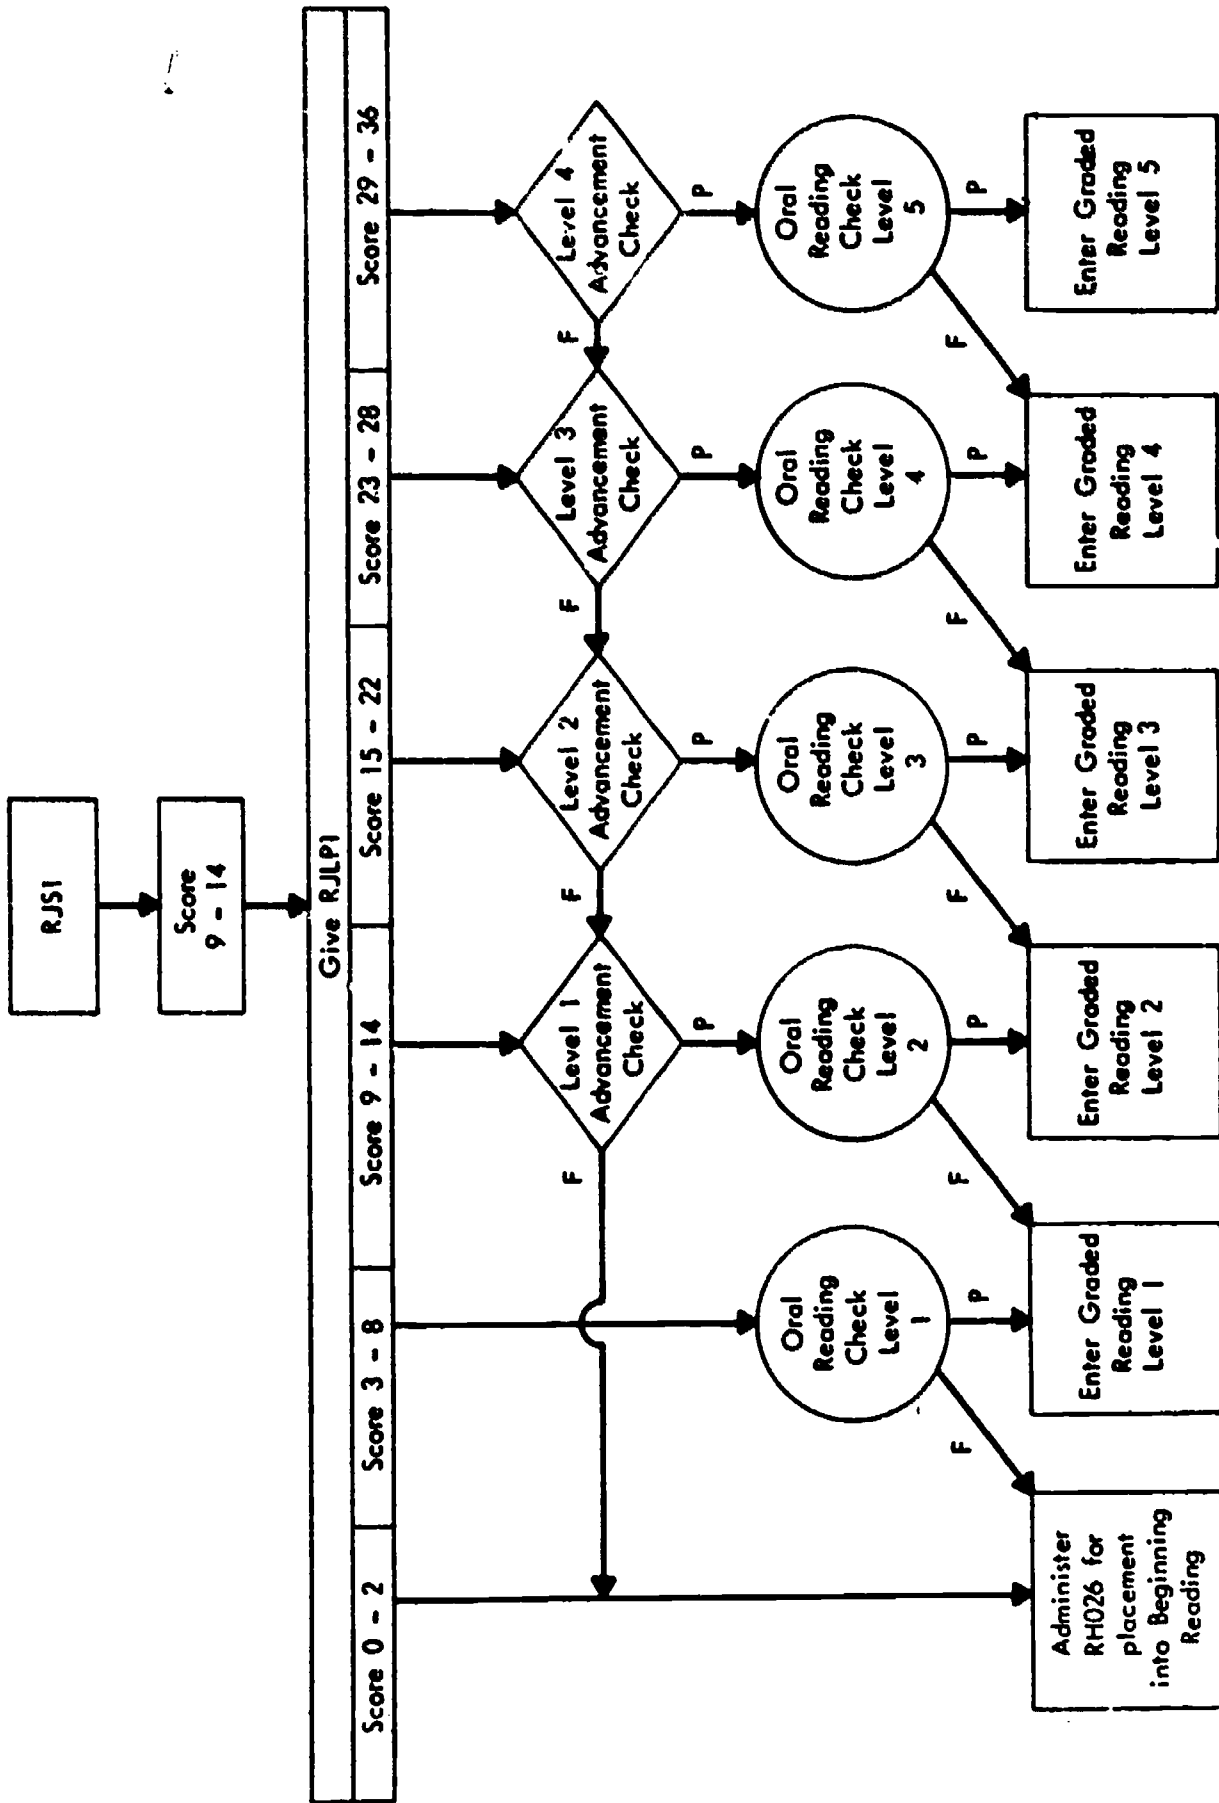 RJS1
Score
9 - 14
Give RJLP1
Score 0 - 2
Score 3 - 8
Score 9 - 14
Score 15 - 22
Score 23 - 28
Score 29 - 36
Level 1
Advancement
Check
Level 2
Advancement
Check
Level 3
Advancement
Check
Level 4
Advancement
Check
F
F
F
F
P
P
P
P
Oral
Reading
Check
Level
1
Oral
Reading
Check
Level
2
Oral
Reading
Check
Level
3
Oral
Reading
Check
Level
4
Oral
Reading
Check
Level
5
F
P
F
P
F
P
F
P
F
P
Administer
RH026 for
placement
into Beginning
Reading
Enter Graded
Reading
Level 1
Enter Graded
Reading
Level 2
Enter Graded
Reading
Level 3
Enter Graded
Reading
Level 4
Enter Graded
Reading
Level 5